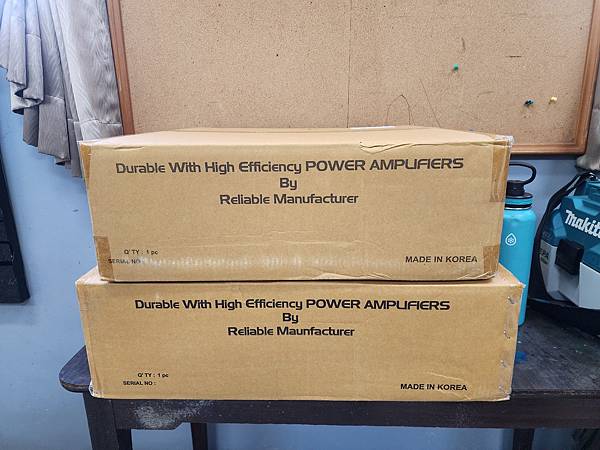 Durable With High Efficiency POWER AMPLIFIERS
By
Reliable Manufacturer
Q'TY : 1 pc
SERIAL NO :
MADE IN KOREA
Durable With High Efficiency POWER AMPLIFIERS
By
Reliable Maunfacturer
Q'TY : 1 pc
SERIAL NO :
MADE IN KOREA
makita